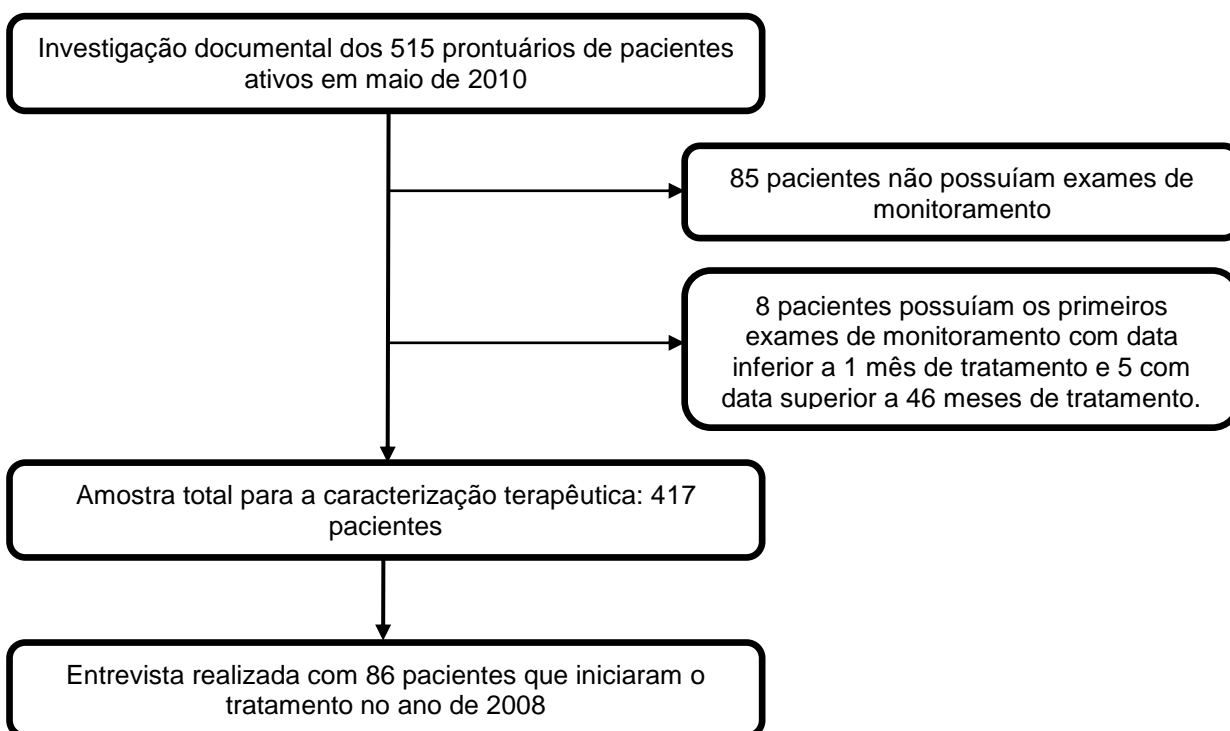 Investigação documental dos 515 prontuários de pacientes
ativos em maio de 2010
85 pacientes não possuíam exames de
monitoramento
8 pacientes possuíam os primeiros
exames de monitoramento com data
inferior a 1 mês de tratamento e 5 com
data superior a 46 meses de tratamento.
Amostra total para a caracterização terapêutica: 417
pacientes
Entrevista realizada com 86 pacientes que iniciaram o
tratamento no ano de 2008